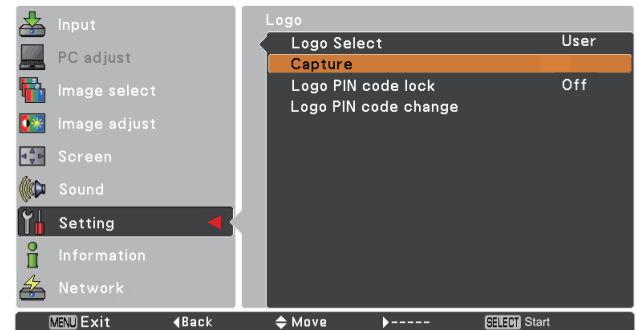 Input
PC adjust
Image select
Image adjust
Screen
Sound
Setting
Information
Network
Logo
Logo Select User
Capture
Logo PIN code lock Off
Logo PIN code change
MENU Exit Back Move ----- SELECT Start